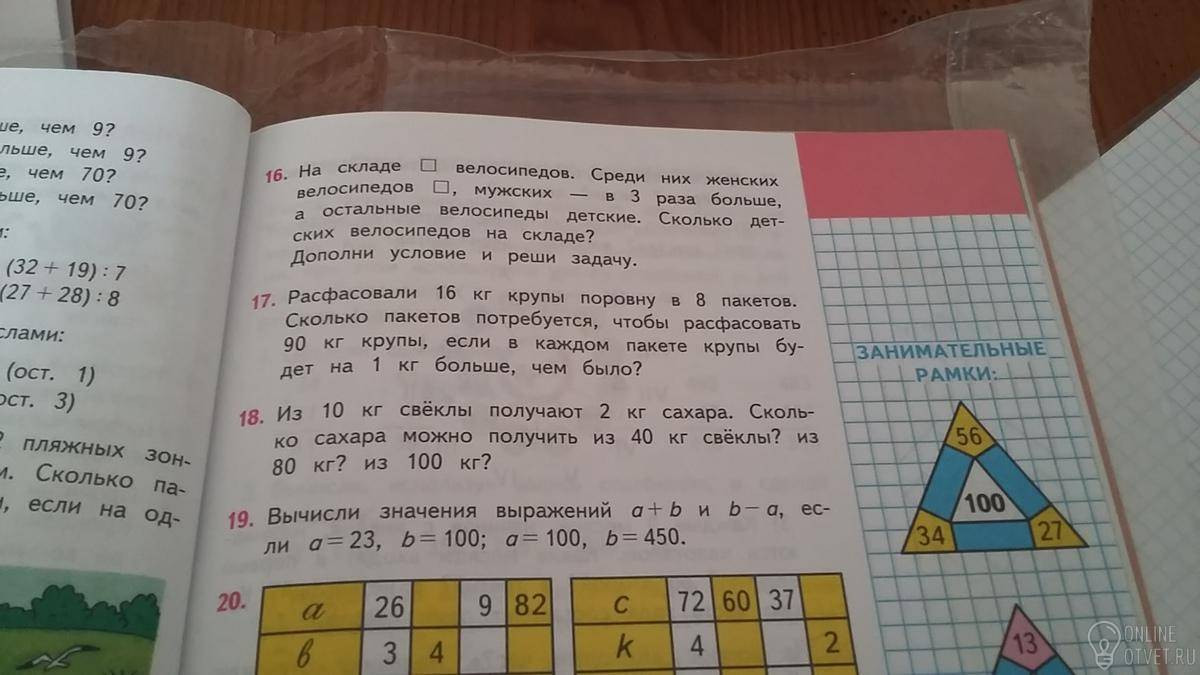 ше, чем 9?
льше, чем 9?
е, чем 70?
ьше, чем 70?
и:
(32 + 19) : 7
(27 + 28) : 8
слами:
(ост. 1)
ост. 3)
? пляжных зон-
и. Сколько па-
, если на од-
16. На складе □ велосипедов. Среди них женских
велосипедов □, мужских — в 3 раза больше,
а остальные велосипеды детские. Сколько дет-
ских велосипедов на складе?
Дополни условие и реши задачу.
17. Расфасовали 16 кг крупы поровну в 8 пакетов.
Сколько пакетов потребуется, чтобы расфасовать
90 кг крупы, если в каждом пакете крупы бу-
дет на 1 кг больше, чем было?
18. Из 10 кг свёклы получают 2 кг сахара. Сколь-
ко сахара можно получить из 40 кг свёклы? из
80 кг? из 100 кг?
19. Вычисли значения выражений a + b и b − a, ес-
ли a = 23, b = 100; a = 100, b = 450.
20.
a 26 9 82
в 3 4
c 72 60 37
k 4 2
ЗАНИМАТЕЛЬНЫЕ
РАМКИ:
56
100
34 27
13
ONLINE
OTVET.RU